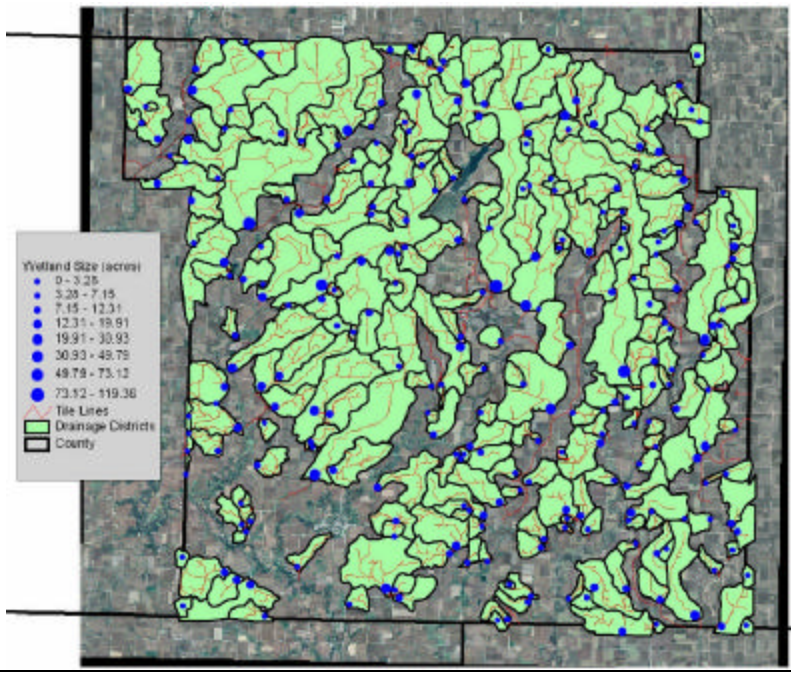 Wetland Size (acres)
0 - 3.28
3.28 - 7.15
7.15 - 12.31
12.31 - 19.91
19.91 - 30.93
30.93 - 49.79
49.79 - 73.12
73.12 - 119.36
Tile Lines
Drainage Districts
County